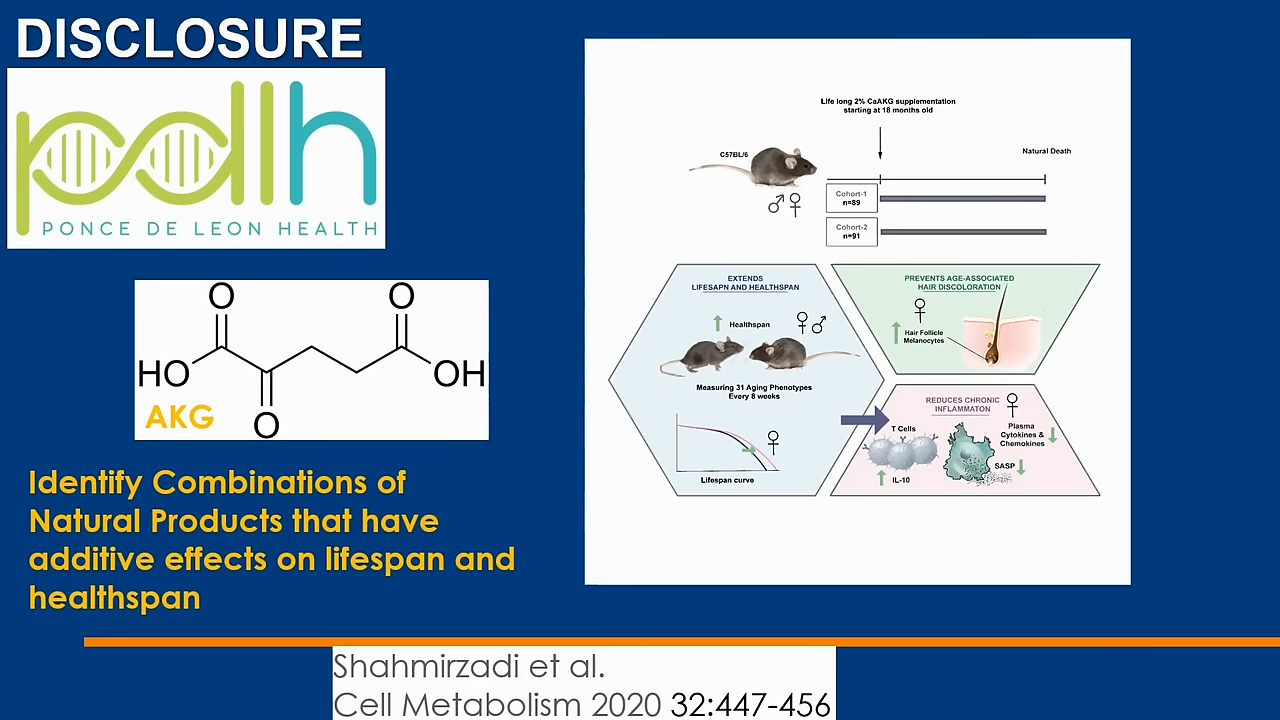 DISCLOSURE
pdlh
PONCE DE LEON HEALTH
O
O
HO
OH
O
AKG
Identify Combinations of
Natural Products that have
additive effects on lifespan and
healthspan
Life long 2% CaAKG supplementation
starting at 18 months old
C57BL/6
Natural Death
Cohort-1
n=89
Cohort-2
n=91
EXTENDS
LIFESAPN AND HEALTHSPAN
Healthspan
Measuring 31 Aging Phenotypes
Every 8 weeks
Lifespan curve
PREVENTS AGE-ASSOCIATED
HAIR DISCOLORATION
Hair Follicle
Melanocytes
REDUCES CHRONIC
INFLAMMATON
T Cells
IL-10
Plasma
Cytokines &
Chemokines
SASP
Shahmirzadi et al.
Cell Metabolism 2020 32:447-456